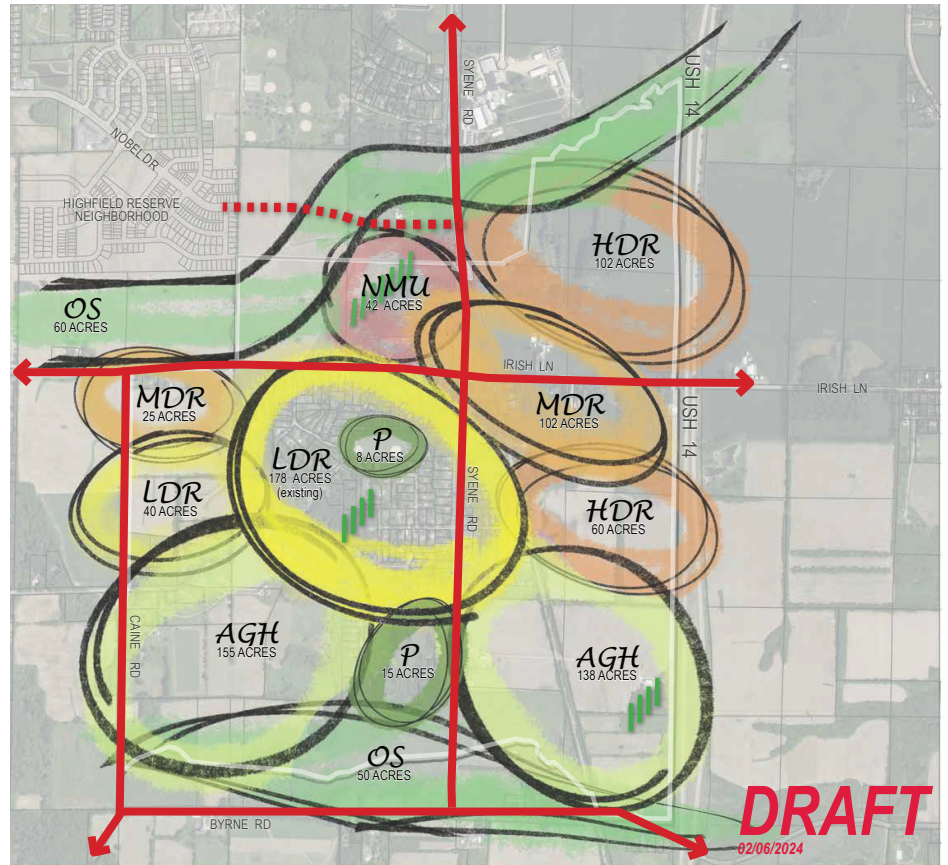 SYENE RD
USH 14
NOBEL DR
HIGHFIELD RESERVE
NEIGHBORHOOD
HDR
102 ACRES
NMU
42 ACRES
OS
60 ACRES
IRISH LN
IRISH LN
MDR
25 ACRES
MDR
102 ACRES
USH 14
P
8 ACRES
LDR
178 ACRES
(existing)
LDR
40 ACRES
SYENE RD
HDR
60 ACRES
CAINE RD
AGH
155 ACRES
P
15 ACRES
AGH
138 ACRES
OS
50 ACRES
BYRNE RD
DRAFT
02/06/2024